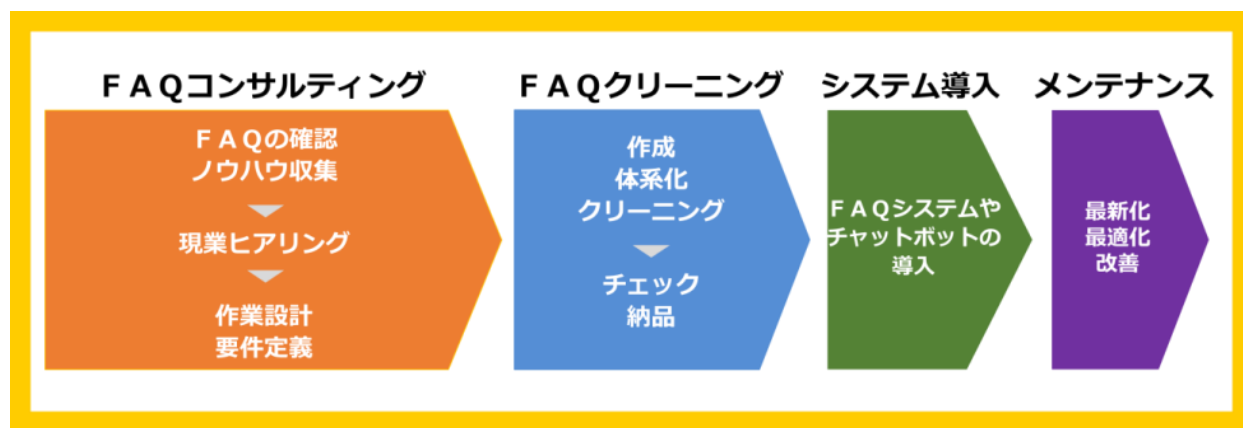 ＦＡＱコンサルティング
ＦＡＱの確認
ノウハウ収集
現業ヒアリング
作業設計
要件定義
ＦＡＱクリーニング
作成
体系化
クリーニング
チェック
納品
システム導入
ＦＡＱシステムや
チャットボットの
導入
メンテナンス
最新化
最適化
改善